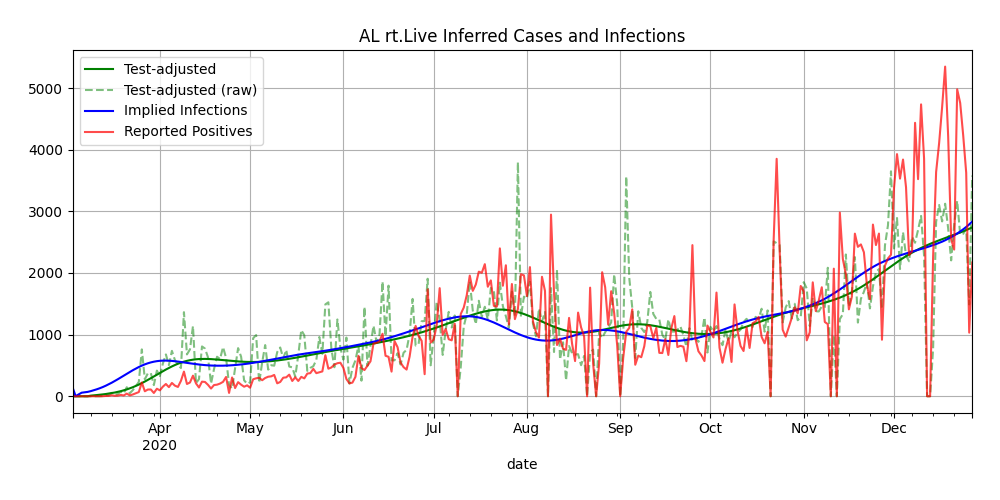 AL rt.Live Inferred Cases and Infections
Test-adjusted
Test-adjusted (raw)
Implied Infections
Reported Positives
5000
4000
3000
2000
1000
0
Apr May Jun Jul Aug Sep Oct Nov Dec
2020
date